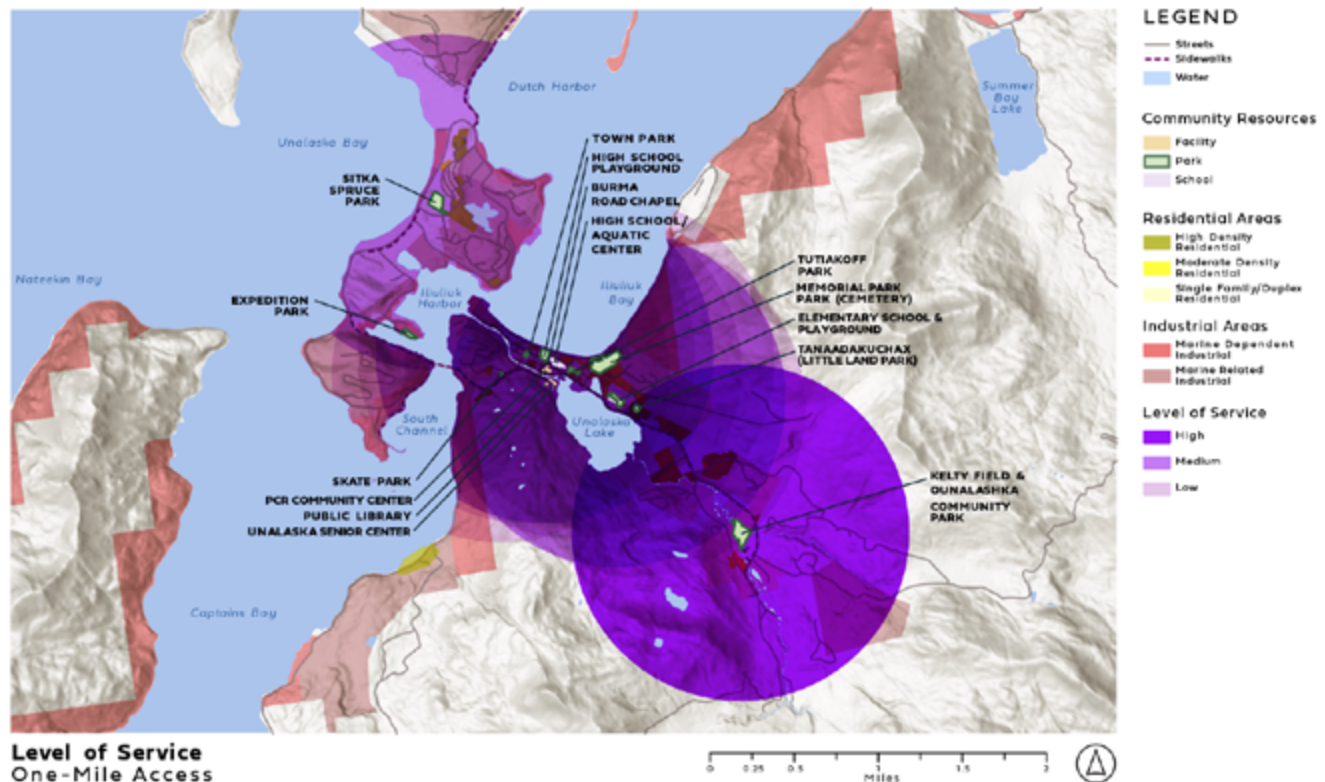 Dutch Harbor
Unalaska Bay
Summer
Bay
Lake
TOWN PARK
HIGH SCHOOL
PLAYGROUND
BURMA
ROAD CHAPEL
HIGH SCHOOL/
AQUATIC
CENTER
SITKA
SPRUCE
PARK
Nateekin Bay
Iliuliuk
Harbor
Iliuliuk
Bay
EXPEDITION
PARK
TUTIAKOFF
PARK
MEMORIAL PARK
PARK (CEMETERY)
ELEMENTARY SCHOOL &
PLAYGROUND
TANAADAKUCHAX
(LITTLE LAND PARK)
South
Channel
Unalaska
Lake
SKATE PARK
PCR COMMUNITY CENTER
PUBLIC LIBRARY
UNALASKA SENIOR CENTER
KELTY FIELD &
OUNALASHKA
COMMUNITY
PARK
Captains Bay
LEGEND
Streets
Sidewalks
Water
Community Resources
Facility
Park
School
Residential Areas
High Density
Residential
Moderate Density
Residential
Single Family/Duplex
Residential
Industrial Areas
Marine Dependent
Industrial
Marine Related
Industrial
Level of Service
High
Medium
Low
Level of Service
One-Mile Access
0 0.25 0.5 1 1.5 2
Miles